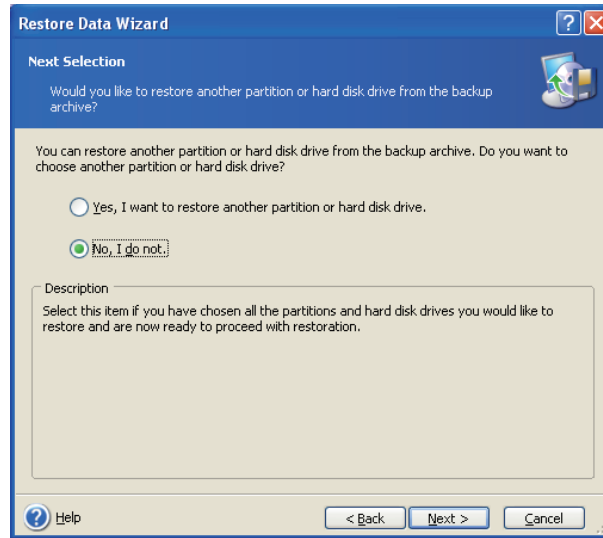 Restore Data Wizard
Next Selection
Would you like to restore another partition or hard disk drive from the backup
archive?
You can restore another partition or hard disk drive from the backup archive. Do you want to
choose another partition or hard disk drive?
Yes, I want to restore another partition or hard disk drive.
No, I do not.
Description
Select this item if you have chosen all the partitions and hard disk drives you would like to
restore and are now ready to proceed with restoration.
Help
< Back
Next >
Cancel